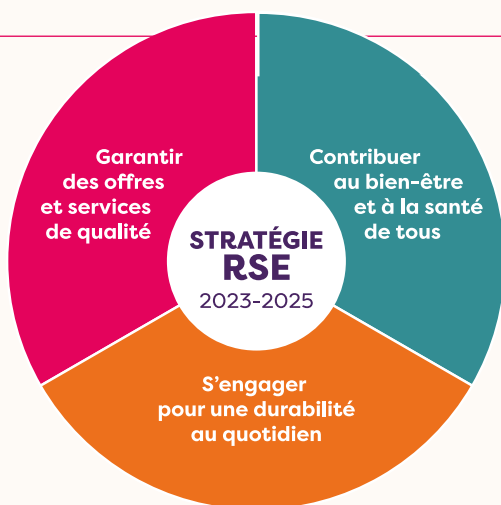 Garantir
des offres
et services
de qualité
Contribuer
au bien-être
et à la santé
de tous
STRATÉGIE
RSE
2023-2025
S’engager
pour une durabilité
au quotidien